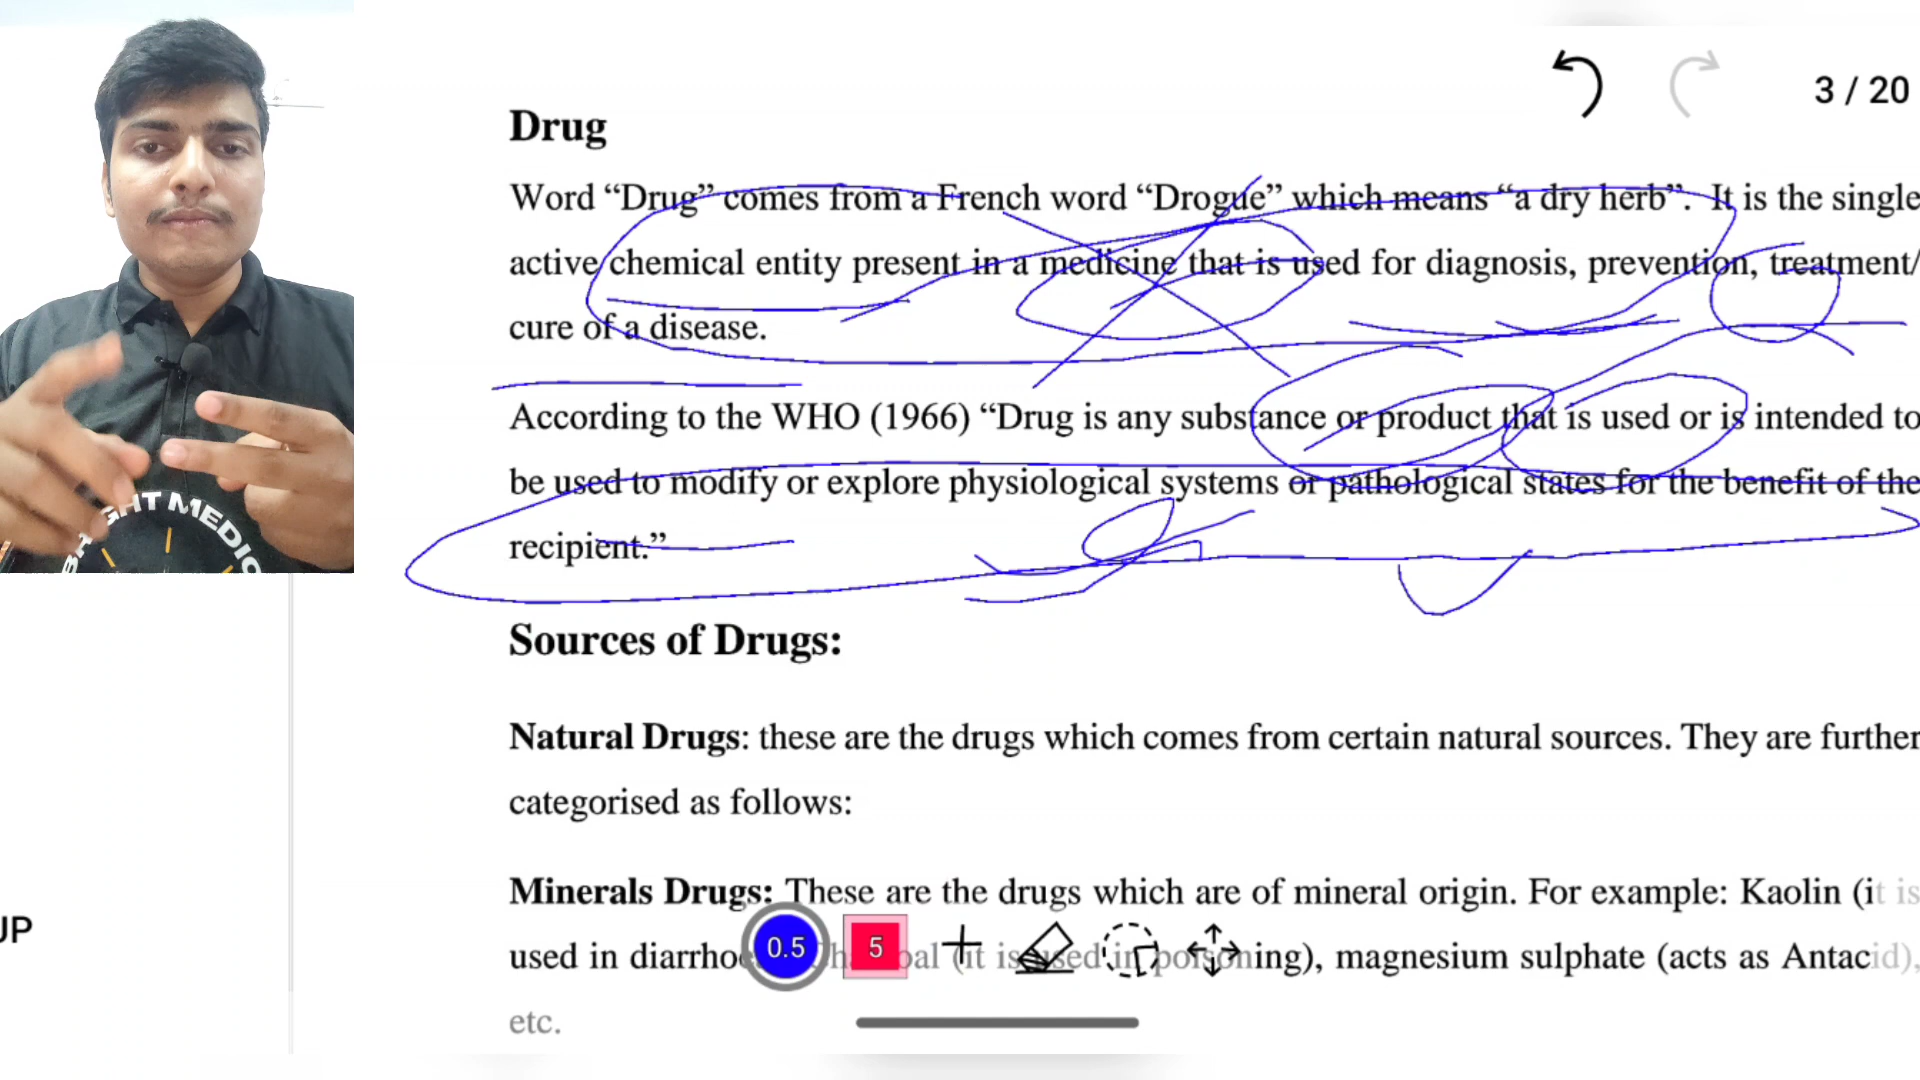 3 / 20
Drug
Word “Drug” comes from a French word “Drogue” which means “a dry herb”. It is the single
active chemical entity present in a medicine that is used for diagnosis, prevention, treatment/
cure of a disease.
According to the WHO (1966) “Drug is any substance or product that is used or is intended to
be used to modify or explore physiological systems or pathological states for the benefit of the
recipient.”
Sources of Drugs:
Natural Drugs: these are the drugs which comes from certain natural sources. They are further
categorised as follows:
Minerals Drugs: These are the drugs which are of mineral origin. For example: Kaolin (it is
used in (it is used in poisoning), magnesium sulphate (acts as Antacid),
etc.
0.5
5
UP